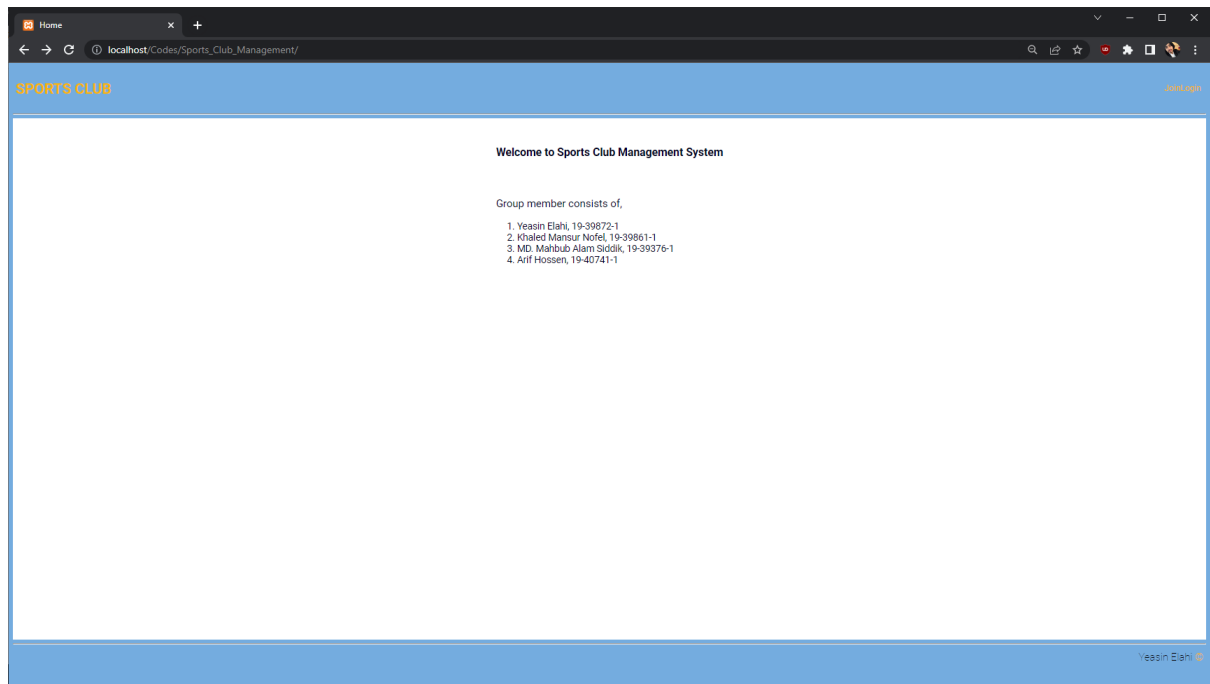 Home
localhost/Codes/Sports_Club_Management/
SPORTS CLUB
JoinLogin
Welcome to Sports Club Management System
Group member consists of,
1. Yeasin Elahi, 19-39872-1
2. Khaled Mansur Nofel, 19-39861-1
3. MD. Mahbub Alam Siddik, 19-39376-1
4. Arif Hossen, 19-40741-1
Yeasin Elahi